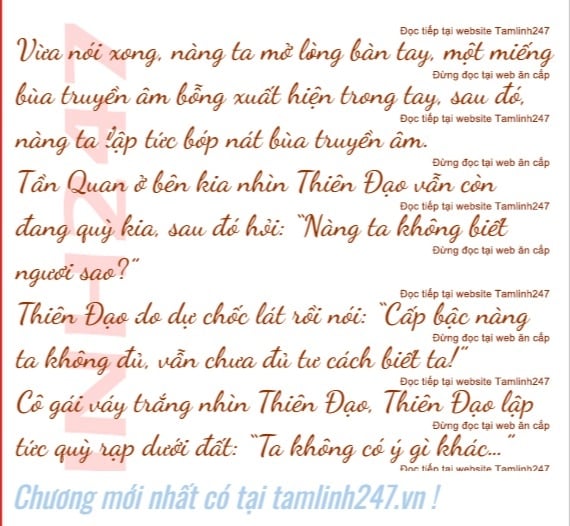 Đọc tiếp tại website Tamlinh247
Vừa nói xong, nàng ta mở lòng bàn tay, một miếng
Đừng đọc tại web ăn cắp
bùa truyền âm bỗng xuất hiện trong tay, sau đó,
Đọc tiếp tại website Tamlinh247
nàng ta lập tức bóp nát bùa truyền âm.
Đừng đọc tại web ăn cắp
Tần Quan ở bên kia nhìn Thiên Đạo vẫn còn
Đọc tiếp tại website Tamlinh247
đang quỳ kia, sau đó hỏi: “Nàng ta không biết
Đừng đọc tại web ăn cắp
ngươi sao?”
Đọc tiếp tại website Tamlinh247
Thiên Đạo do dự chốc lát rồi nói: “Cấp bậc nàng
Đừng đọc tại web ăn cắp
ta không đủ, vẫn chưa đủ tư cách biết ta!”
Đọc tiếp tại website Tamlinh247
Cô gái váy trắng nhìn Thiên Đạo, Thiên Đạo lập
Đừng đọc tại web ăn cắp
tức quỳ rạp dưới đất: “Ta không có ý gì khác...”
Đọc tiếp tại website Tamlinh247
INH247
Chương mới nhất có tại tamlinh247.vn !